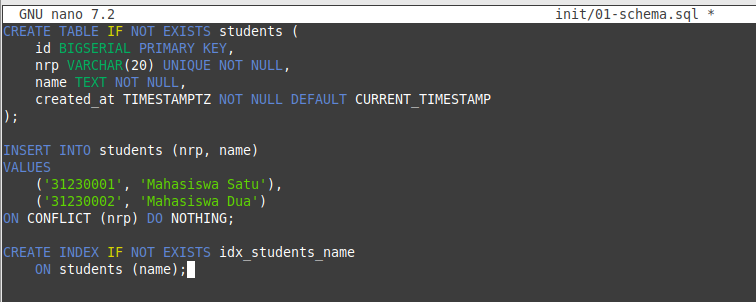 GNU nano 7.2 init/01-schema.sql *
CREATE TABLE IF NOT EXISTS students (
    id BIGSERIAL PRIMARY KEY,
    nrp VARCHAR(20) UNIQUE NOT NULL,
    name TEXT NOT NULL,
    created_at TIMESTAMPTZ NOT NULL DEFAULT CURRENT_TIMESTAMP
);

INSERT INTO students (nrp, name)
VALUES
    ('31230001', 'Mahasiswa Satu'),
    ('31230002', 'Mahasiswa Dua')
ON CONFLICT (nrp) DO NOTHING;

CREATE INDEX IF NOT EXISTS idx_students_name
    ON students (name);